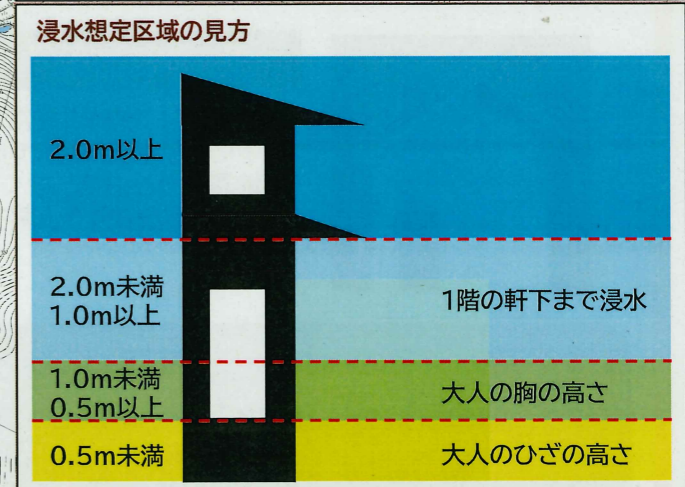 浸水想定区域の見方
2.0m以上
2.0m未満
1.0m以上
1階の軒下まで浸水
1.0m未満
0.5m以上
大人の胸の高さ
0.5m未満
大人のひざの高さ